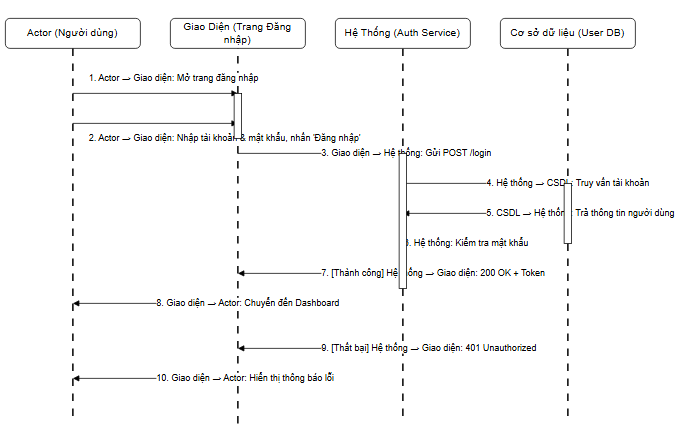 Actor (Người dùng)
Giao Diện (Trang Đăng
nhập)
Hệ Thống (Auth Service)
Cơ sở dữ liệu (User DB)
1. Actor → Giao diện: Mở trang đăng nhập
2. Actor → Giao diện: Nhập tài khoản & mật khẩu, nhấn 'Đăng nhập'
3. Giao diện → Hệ thống: Gửi POST /login
4. Hệ thống → CSDL: Truy vấn tài khoản
5. CSDL → Hệ thống: Trả thông tin người dùng
6. Hệ thống: Kiểm tra mật khẩu
7. [Thành công] Hệ thống → Giao diện: 200 OK + Token
8. Giao diện → Actor: Chuyển đến Dashboard
9. [Thất bại] Hệ thống → Giao diện: 401 Unauthorized
10. Giao diện → Actor: Hiển thị thông báo lỗi